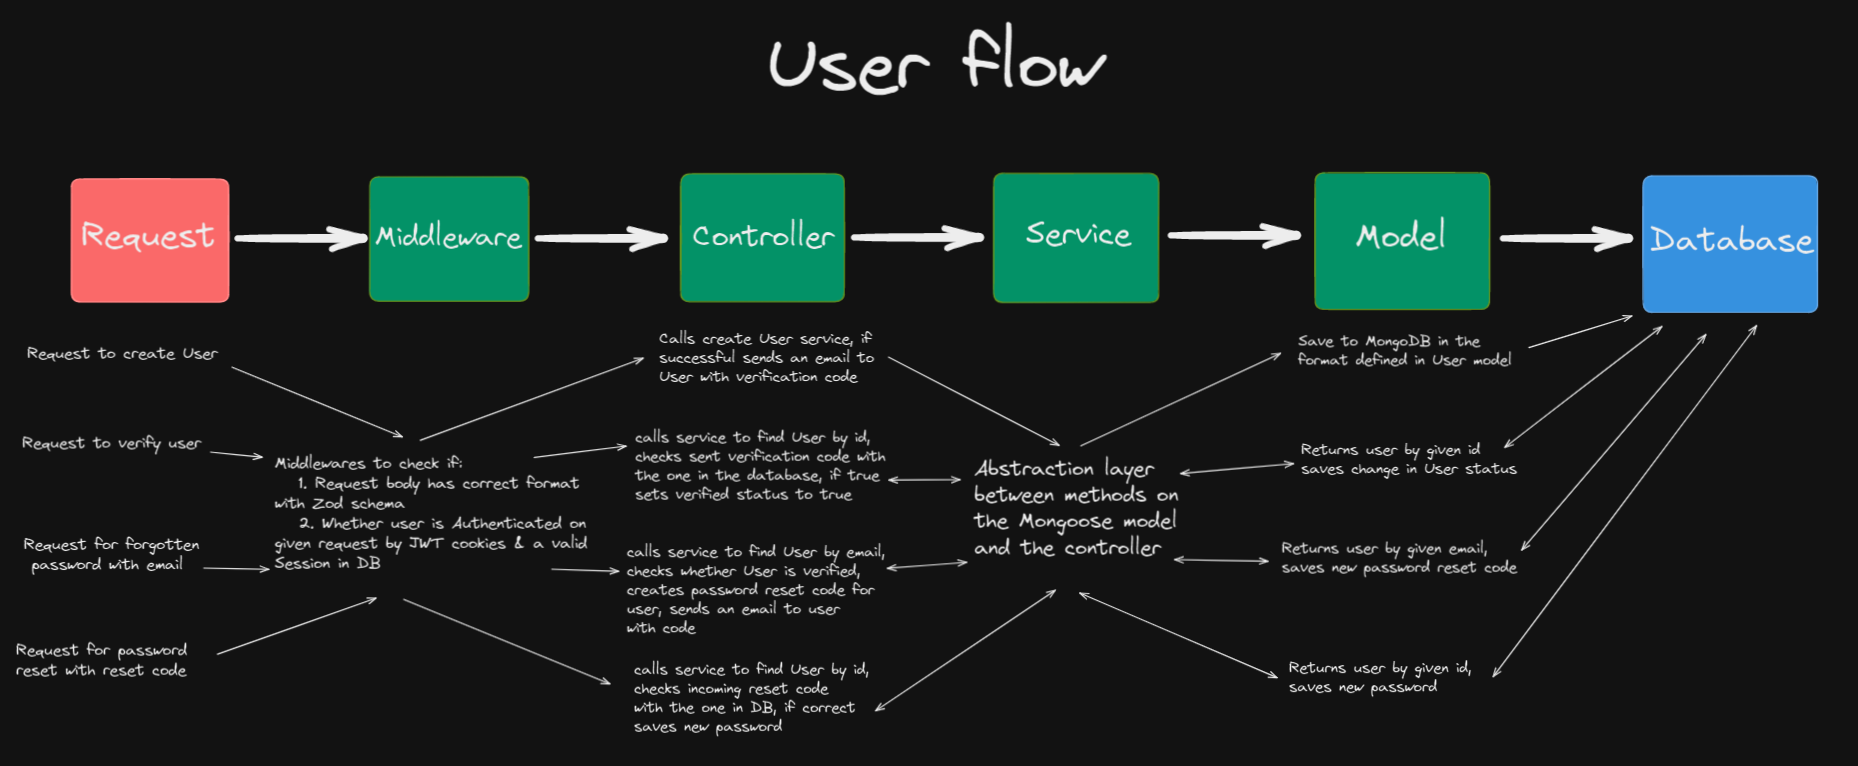 User flow
Request
Middleware
Controller
Service
Model
Database
Request to create User
Request to verify user
Request for forgotten
password with email
Request for password
reset with reset code
Middlewares to check if:
1. Request body has correct format
with Zod schema
2. Whether user is Authenticated on
given request by JWT cookies & a valid
Session in DB
Calls create User service, if
successful sends an email to
User with verification code
calls service to find User by id,
checks sent verification code with
the one in the database, if true
sets verified status to true
calls service to find User by email,
checks whether User is verified,
creates password reset code for
user, sends an email to user
with code
calls service to find User by id,
checks incoming reset code
with the one in DB, if correct
saves new password
Abstraction layer
between methods on
the Mongoose model
and the controller
Save to MongoDB in the
format defined in User model
Returns user by given id
saves change in User status
Returns user by given email,
saves new password reset code
Returns user by given id,
saves new password